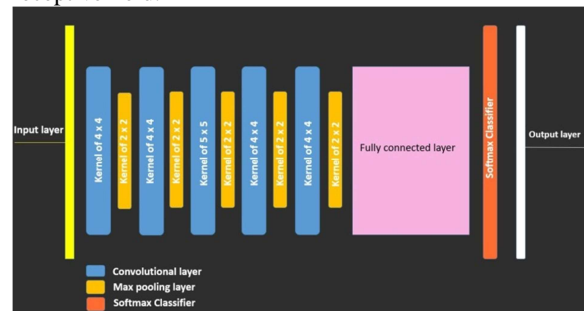 Input layer
Kernel of 4 x 4
Kernel of 2 x 2
Kernel of 4 x 4
Kernel of 2 x 2
Kernel of 5 x 5
Kernel of 2 x 2
Kernel of 4 x 4
Kernel of 2 x 2
Kernel of 4 x 4
Kernel of 2 x 2
Fully connected layer
Softmax Classifier
Output layer
Convolutional layer
Max pooling layer
Softmax Classifier